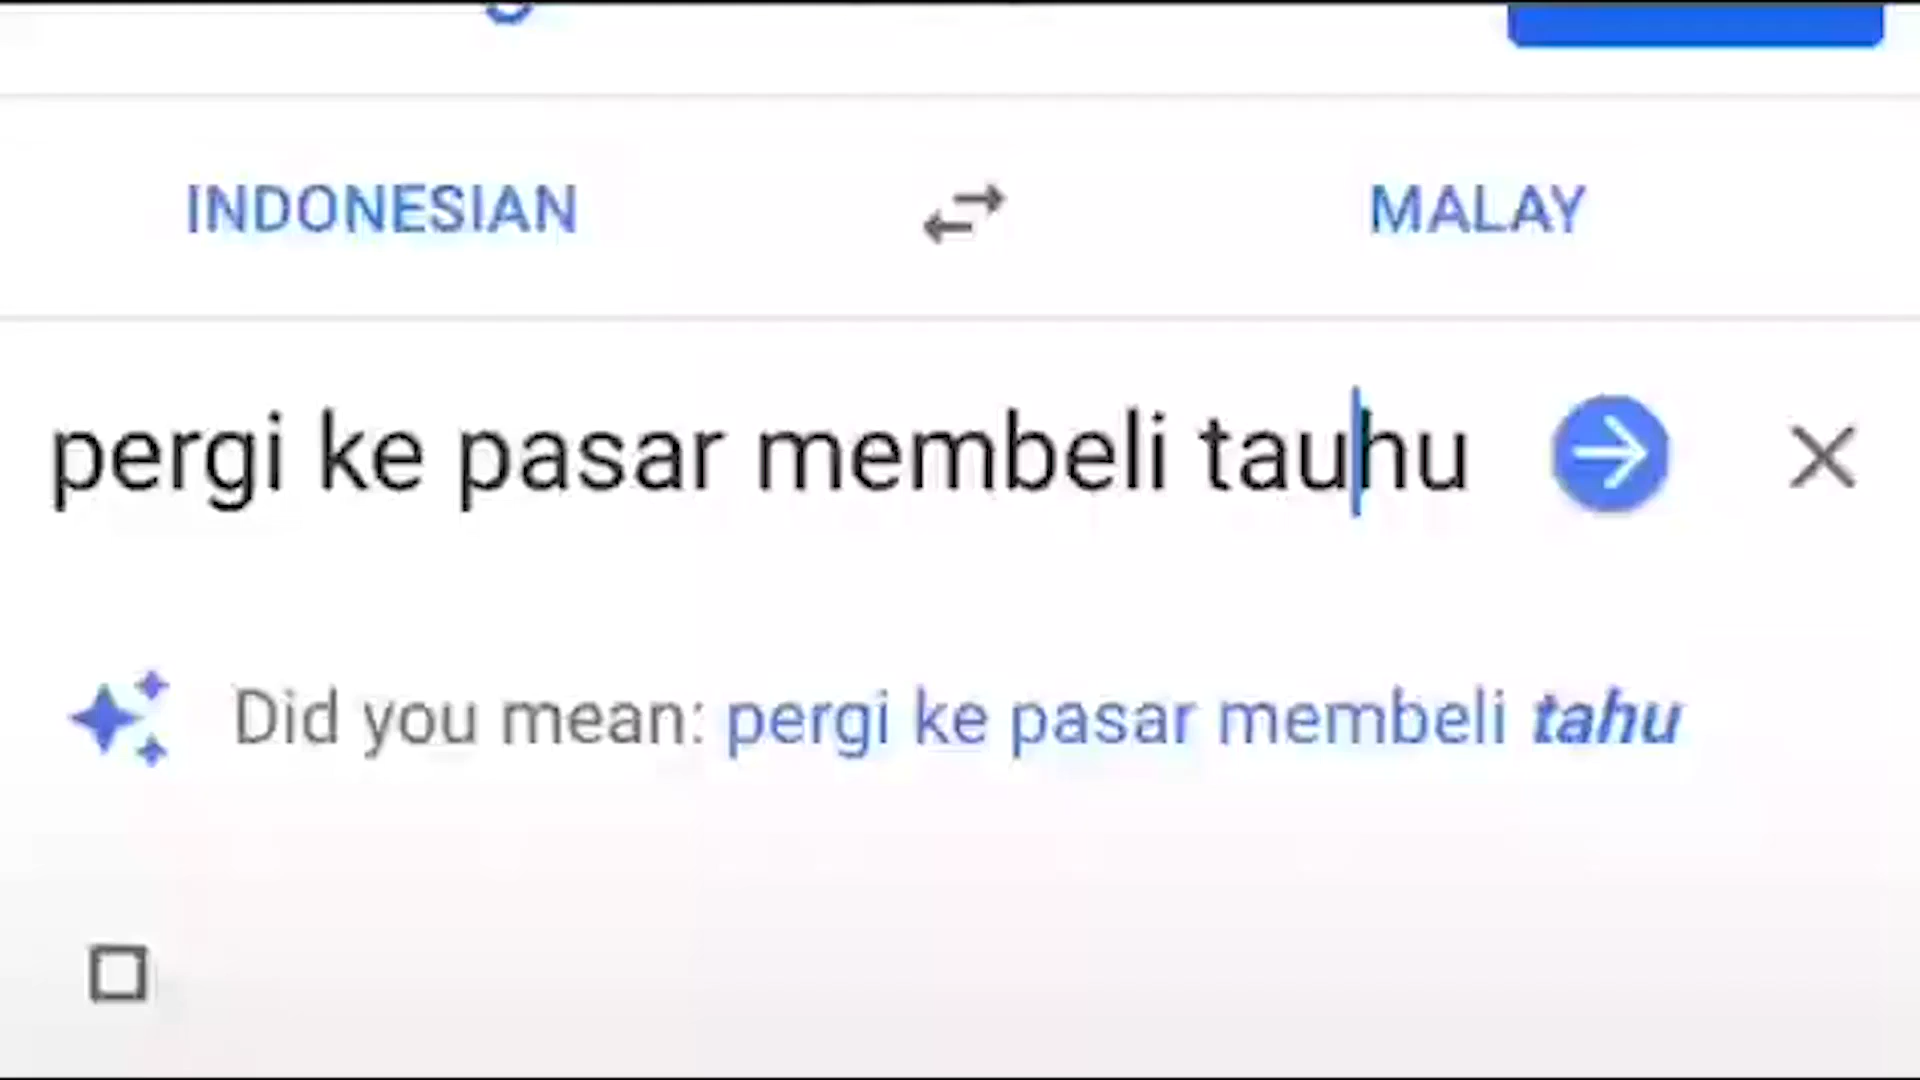 INDONESIAN
MALAY
pergi ke pasar membeli tauhu
Did you mean: pergi ke pasar membeli tahu